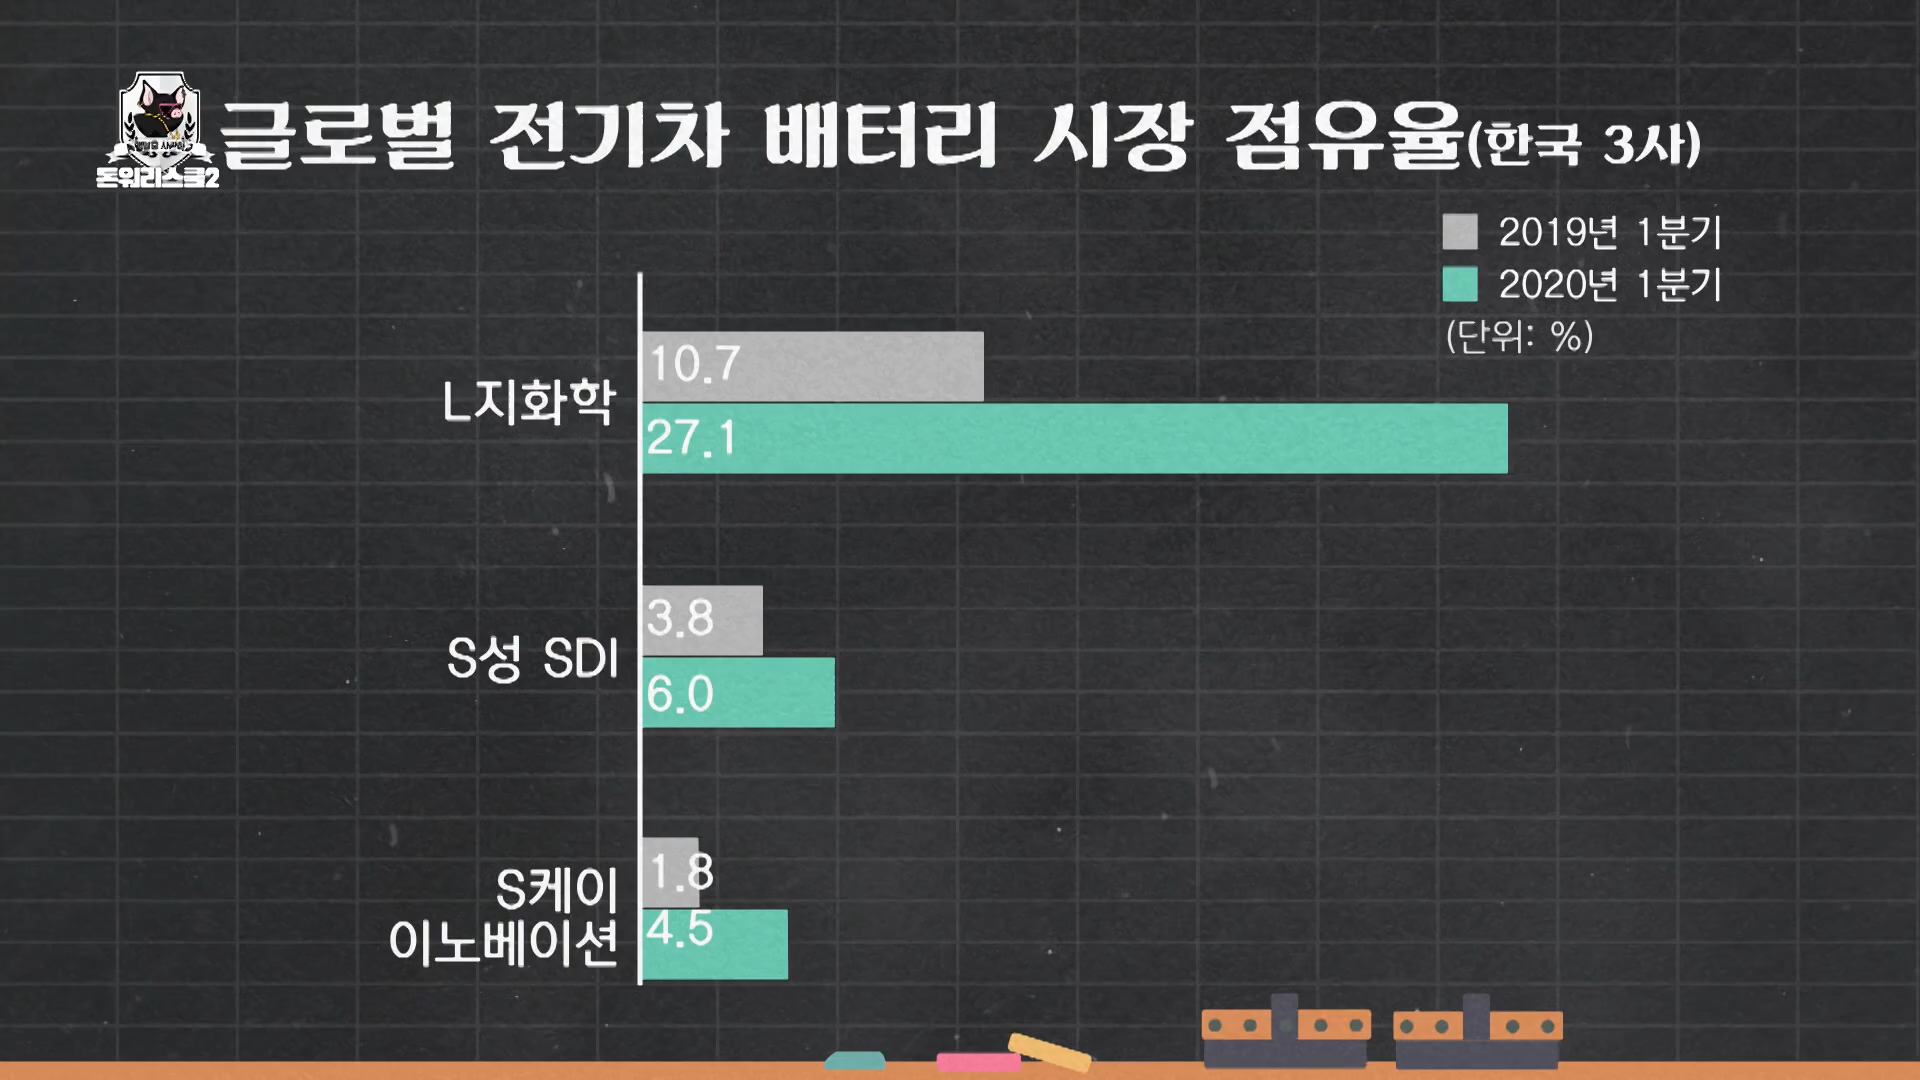 글로벌 전기차 배터리 시장 점유율(한국 3사)
돈워리스쿨2
2019년 1분기
2020년 1분기
(단위: %)
L지화학
10.7
27.1
S성 SDI
3.8
6.0
S케이
이노베이션
1.8
4.5